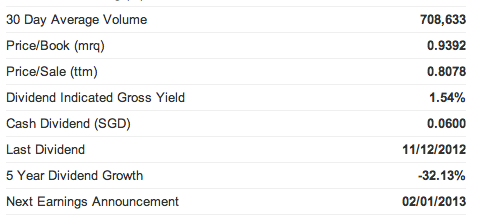 30 Day Average Volume 708,633
Price/Book (mrq) 0.9392
Price/Sale (ttm) 0.8078
Dividend Indicated Gross Yield 1.54%
Cash Dividend (SGD) 0.0600
Last Dividend 11/12/2012
5 Year Dividend Growth -32.13%
Next Earnings Announcement 02/01/2013